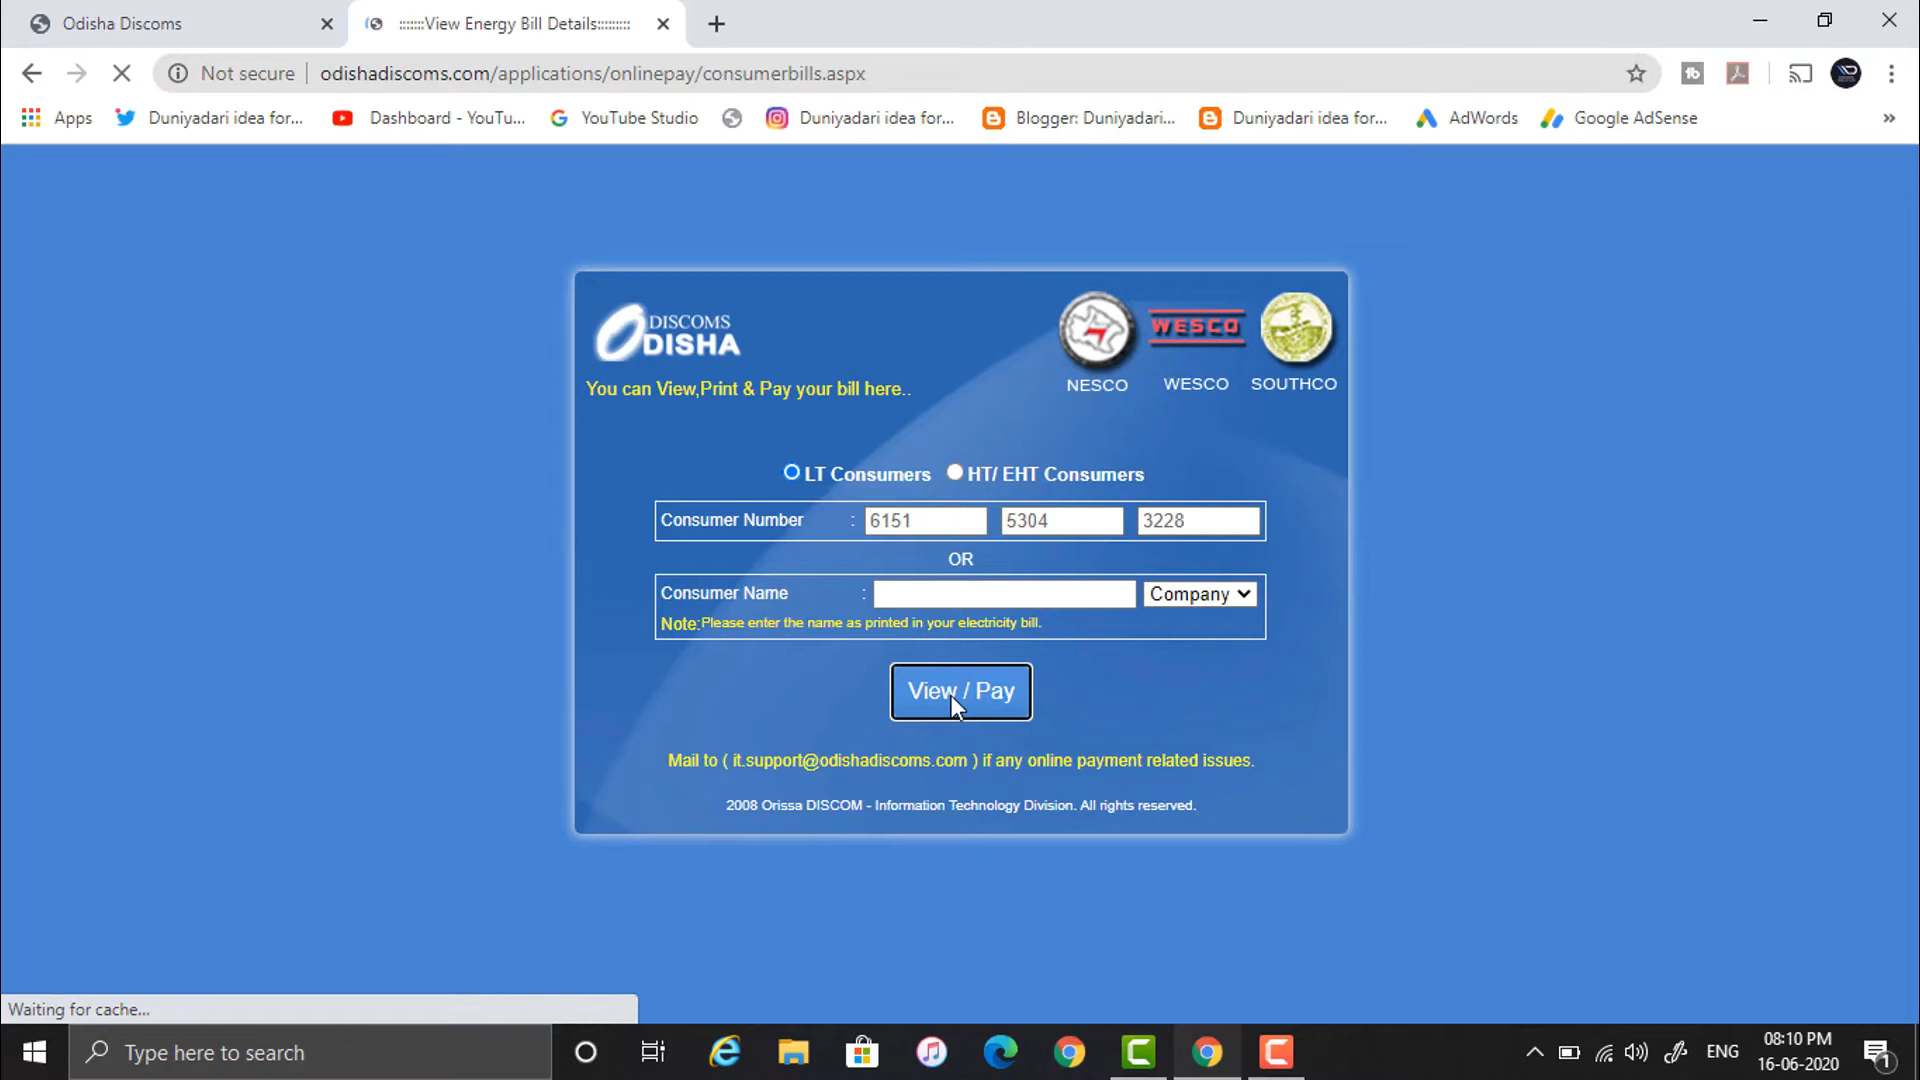 Odisha Discoms
:::::::View Energy Bill Details:::::::::
Not secure
odishadiscoms.com/applications/onlinepay/consumerbills.aspx
Apps
Duniyadari idea for...
Dashboard - YouTu...
YouTube Studio
Duniyadari idea for...
Blogger: Duniyadari...
Duniyadari idea for...
AdWords
Google AdSense
»
DISCOMS
ODISHA
WESCO
NESCO
WESCO
SOUTHCO
You can View,Print & Pay your bill here..
LT Consumers
HT/ EHT Consumers
Consumer Number : 6151 5304 3228
OR
Consumer Name : Company
Note:Please enter the name as printed in your electricity bill.
View / Pay
Mail to ( it.support@odishadiscoms.com ) if any online payment related issues.
2008 Orissa DISCOM - Information Technology Division. All rights reserved.
Waiting for cache...
Type here to search
ENG
08:10 PM
16-06-2020
1